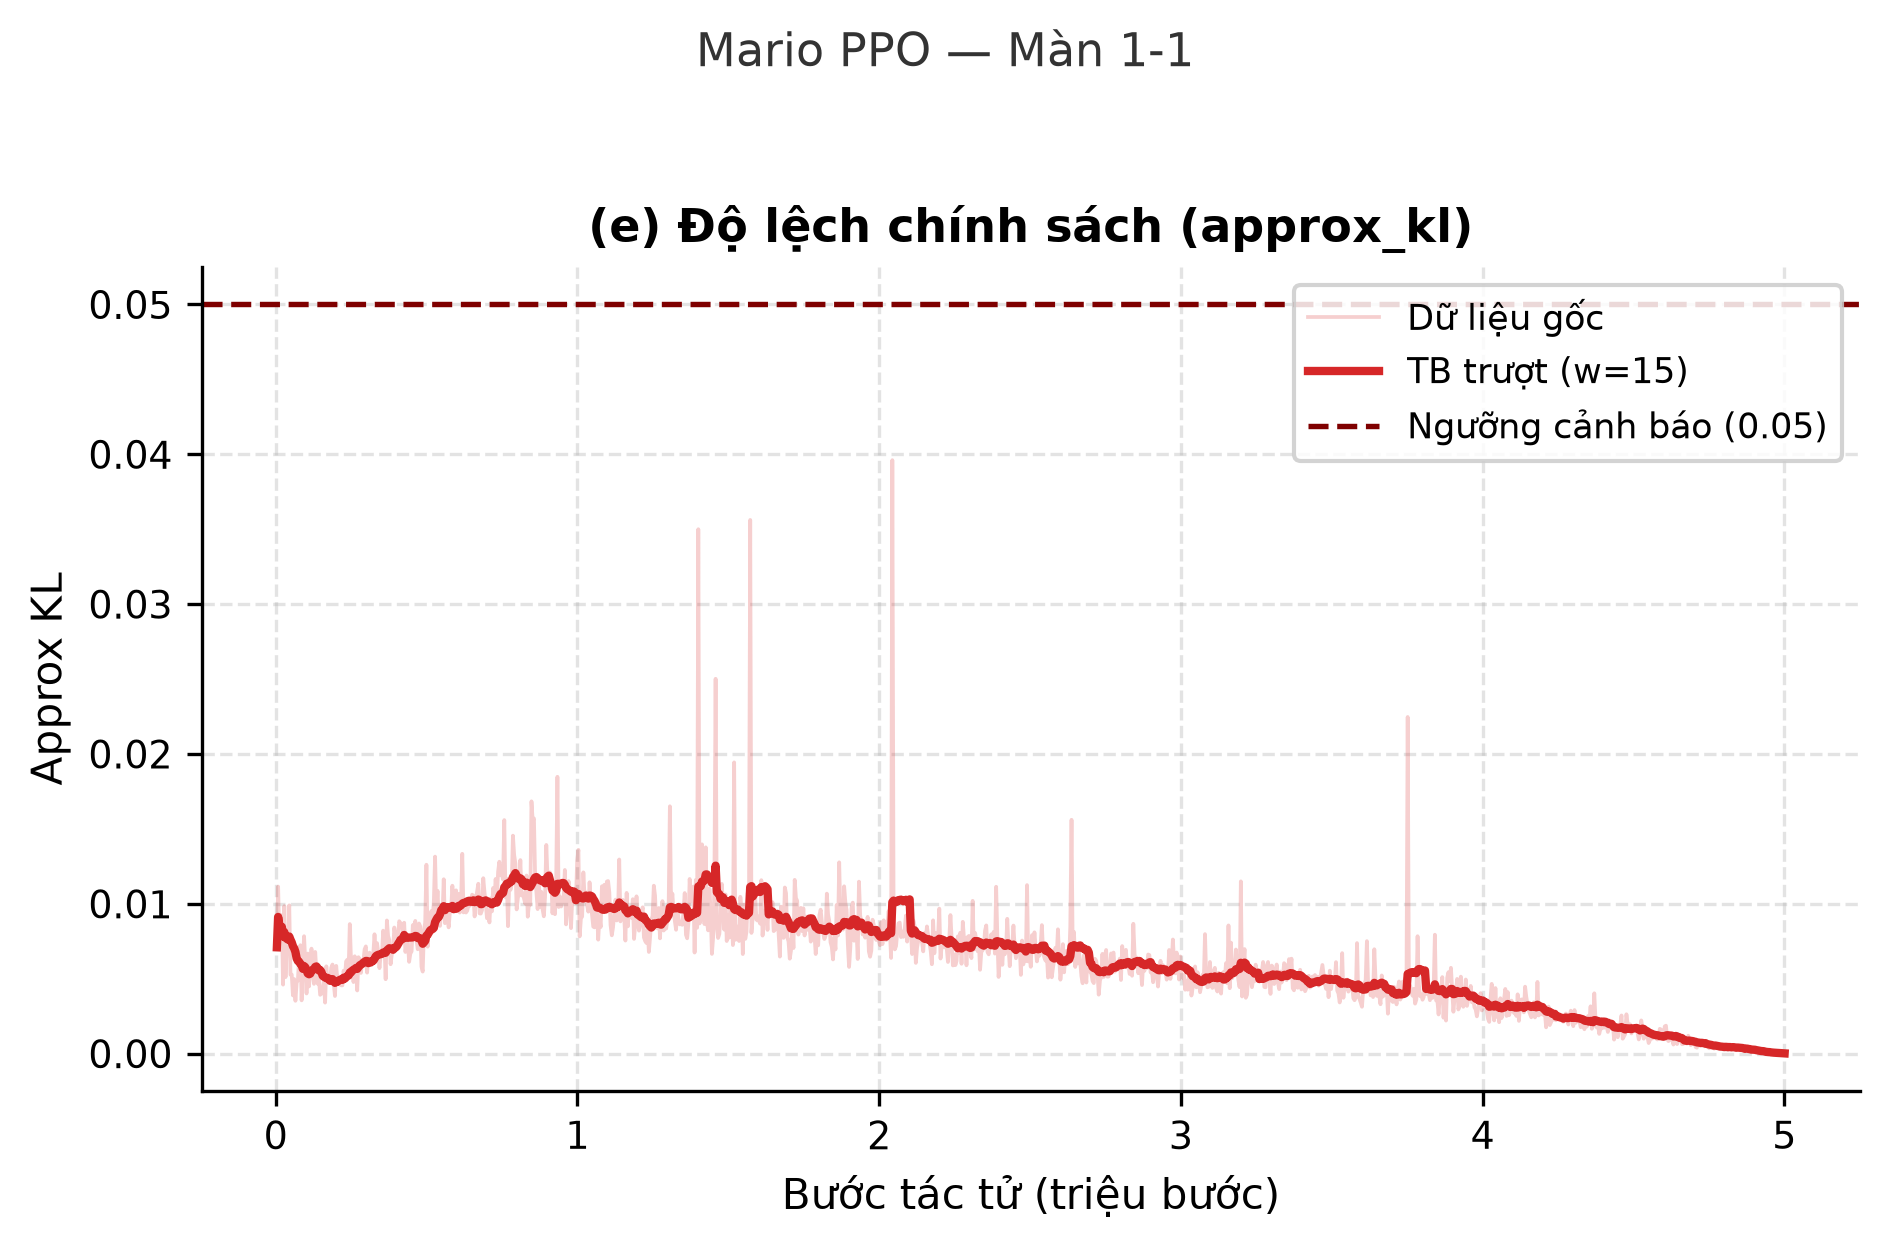 Mario PPO — Màn 1-1
(e) Độ lệch chính sách (approx_kl)
0.05
0.04
0.03
0.02
0.01
0.00
Approx KL
Dữ liệu gốc
TB trượt (w=15)
Ngưỡng cảnh báo (0.05)
0 1 2 3 4 5
Bước tác tử (triệu bước)